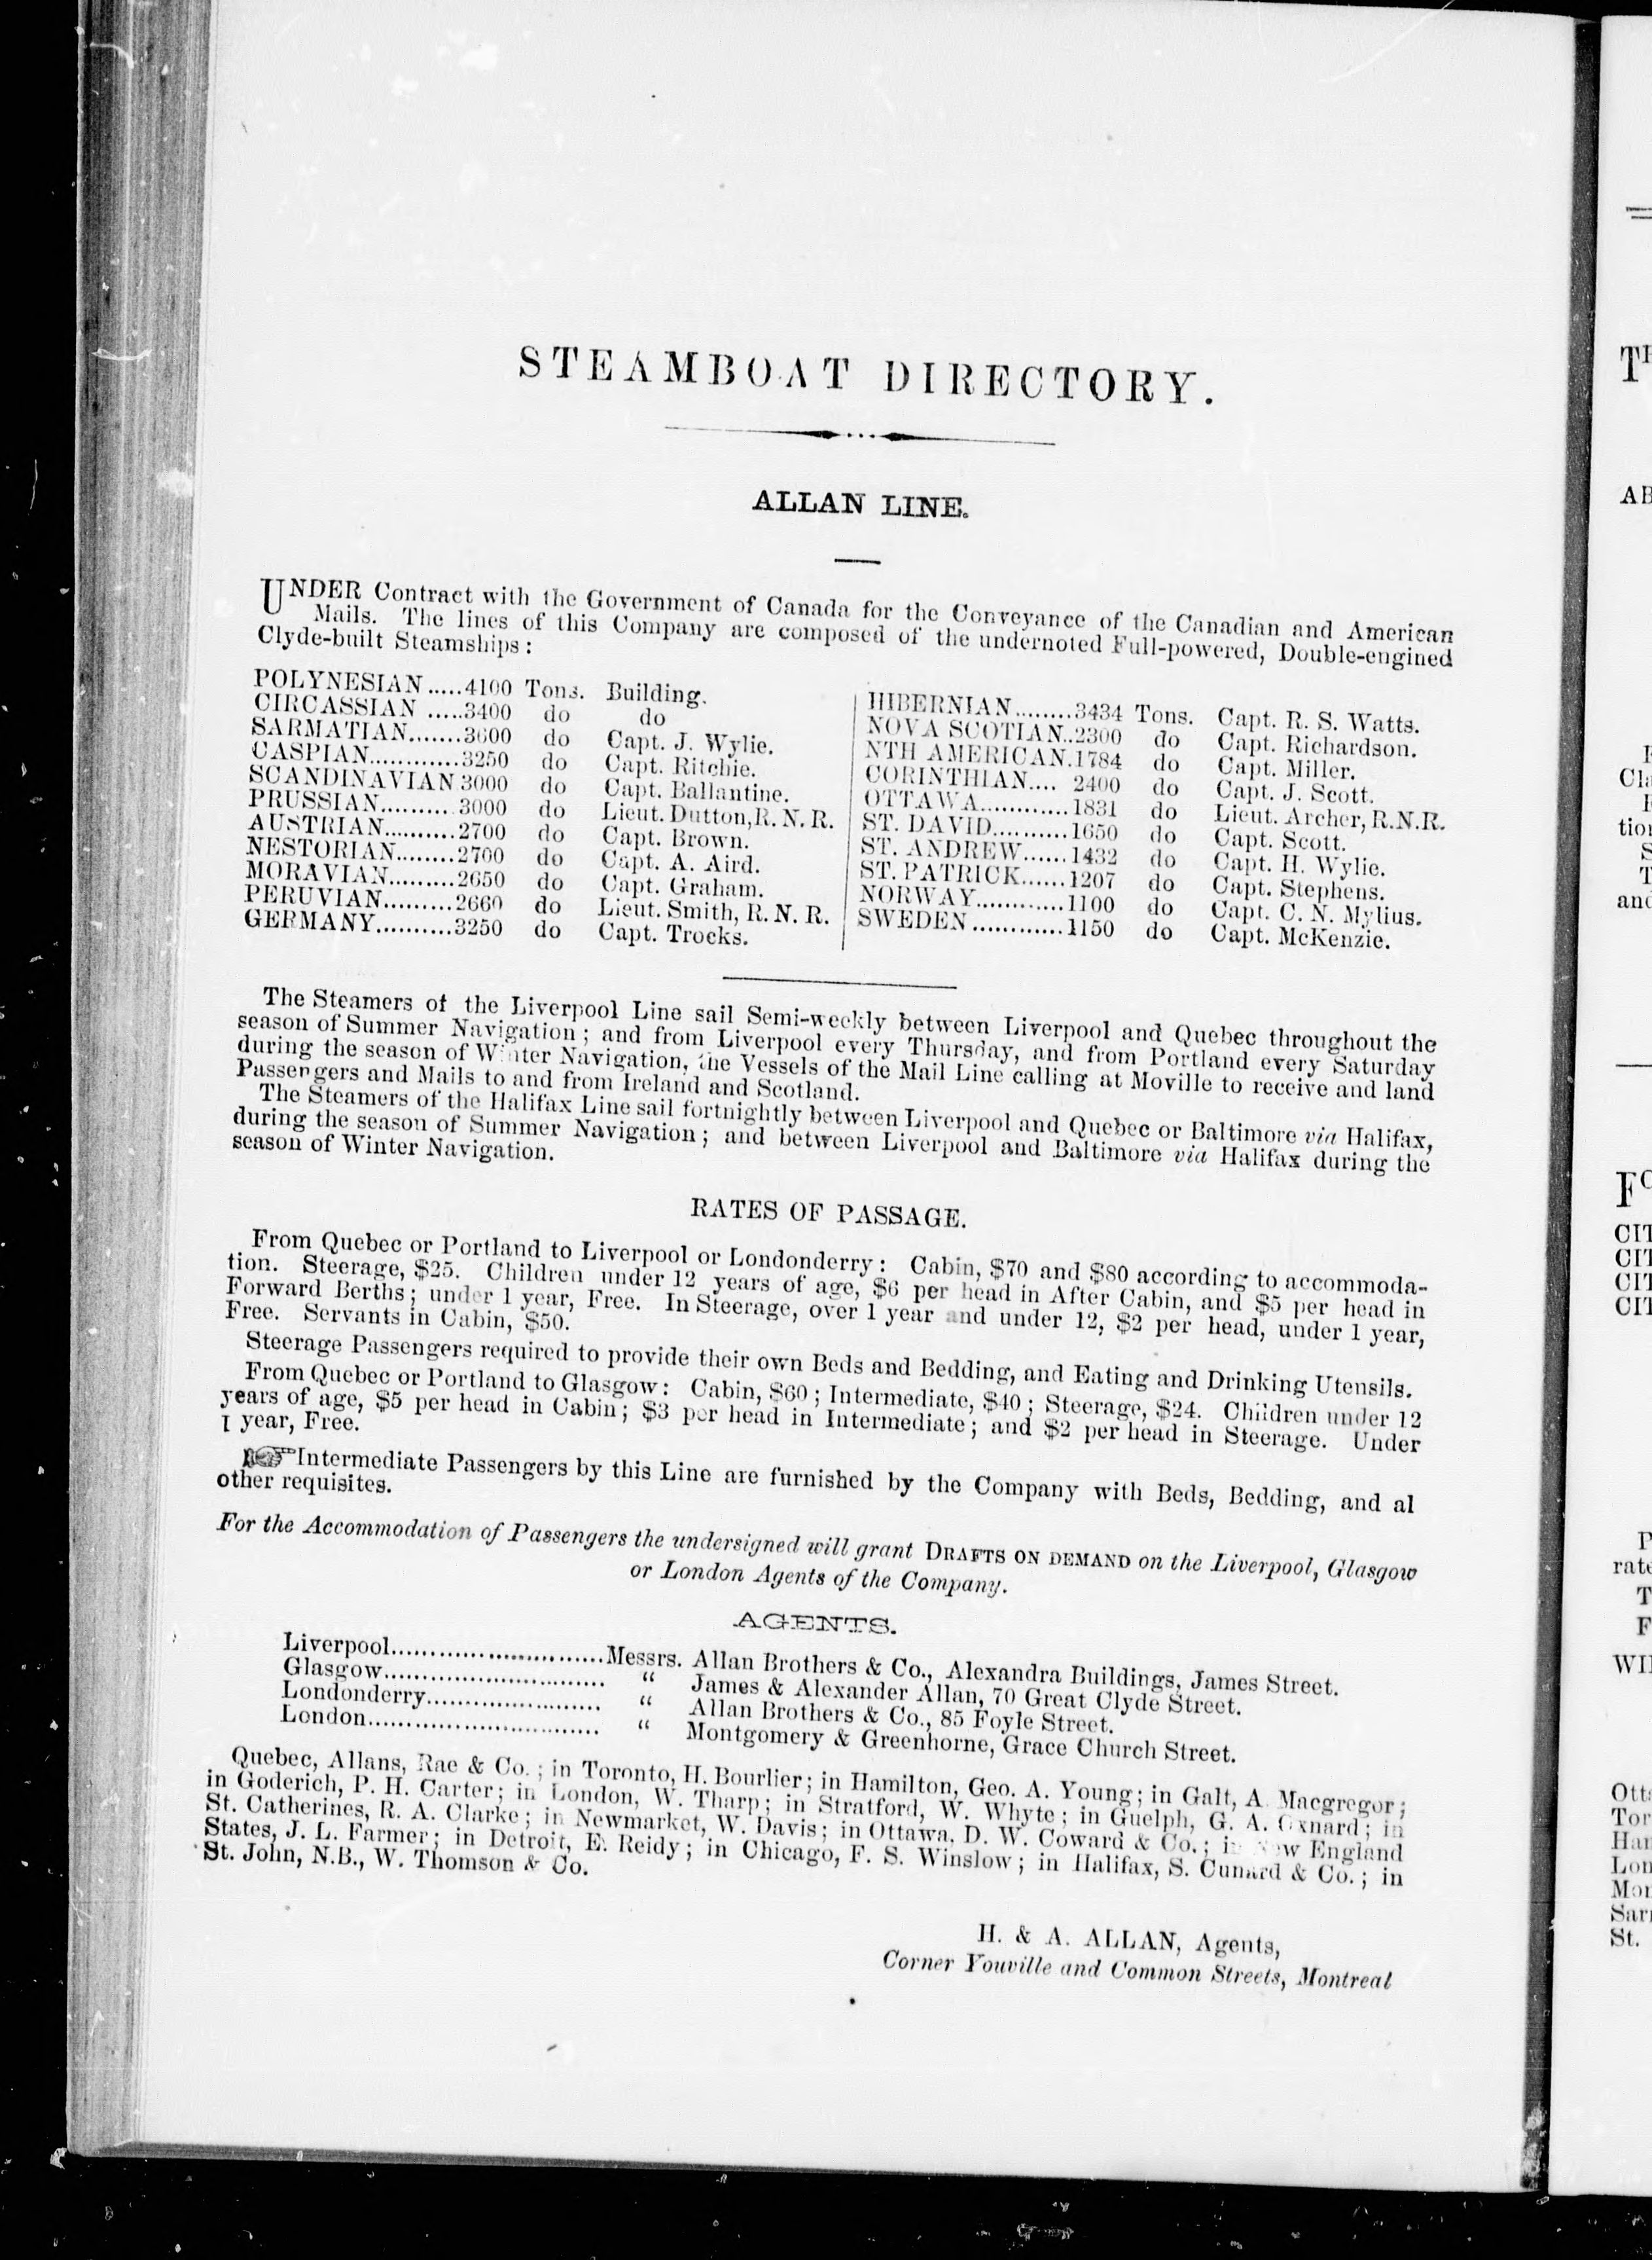 STEAMBOAT DIRECTORY.
ALLAN LINE.
UNDER Contract with the Government of Canada for the Conveyance of the Canadian and American
Mails. The lines of this Company are composed of the undernoted Full-powered, Double-engined
Clyde-built Steamships:
POLYNESIAN.....4100 Tons. Building.
CIRCASSIAN .....3400 do do
SARMATIAN.......3600 do Capt. J. Wylie.
CASPIAN............3250 do Capt. Ritchie.
SCANDINAVIAN 3000 do Capt. Ballantine.
PRUSSIAN..........3000 do Lieut. Dutton, R. N. R.
AUSTRIAN..........2700 do Capt. Brown.
NESTORIAN........2700 do Capt. A. Aird.
MORAVIAN.........2650 do Capt. Graham.
PERUVIAN.........2660 do Lieut. Smith, R. N. R.
GERMANY..........3250 do Capt. Trocks.
HIBERNIAN........3434 Tons. Capt. R. S. Watts.
NOVA SCOTIAN..2300 do Capt. Richardson.
NTH AMERICAN.1784 do Capt. Miller.
CORINTHIAN.... 2400 do Capt. J. Scott.
OTTAWA............1831 do Lieut. Archer, R.N.R.
ST. DAVID..........1650 do Capt. Scott.
ST. ANDREW......1432 do Capt. H. Wylie.
ST. PATRICK......1207 do Capt. Stephens.
NORWAY............1100 do Capt. C. N. Mylius.
SWEDEN............1150 do Capt. McKenzie.
The Steamers of the Liverpool Line sail Semi-weekly between Liverpool and Quebec throughout the
season of Summer Navigation; and from Liverpool every Thursday, and from Portland every Saturday
during the season of Winter Navigation, the Vessels of the Mail Line calling at Moville to receive and land
Passengers and Mails to and from Ireland and Scotland.
The Steamers of the Halifax Line sail fortnightly between Liverpool and Quebec or Baltimore via Halifax,
during the season of Summer Navigation; and between Liverpool and Baltimore via Halifax during the
season of Winter Navigation.
RATES OF PASSAGE.
From Quebec or Portland to Liverpool or Londonderry: Cabin, $70 and $80 according to accommoda-
tion. Steerage, $25. Children under 12 years of age, $6 per head in After Cabin, and $5 per head in
Forward Berths; under 1 year, Free. In Steerage, over 1 year and under 12, $2 per head, under 1 year,
Free. Servants in Cabin, $50.
Steerage Passengers required to provide their own Beds and Bedding, and Eating and Drinking Utensils.
From Quebec or Portland to Glasgow: Cabin, $60; Intermediate, $40; Steerage, $24. Children under 12
years of age, $5 per head in Cabin; $3 per head in Intermediate; and $2 per head in Steerage. Under
1 year, Free.
☞Intermediate Passengers by this Line are furnished by the Company with Beds, Bedding, and al
other requisites.
For the Accommodation of Passengers the undersigned will grant DRAFTS ON DEMAND on the Liverpool, Glasgow
or London Agents of the Company.
AGENTS.
Liverpool............................Messrs. Allan Brothers & Co., Alexandra Buildings, James Street.
Glasgow............................. " James & Alexander Allan, 70 Great Clyde Street.
Londonderry....................... " Allan Brothers & Co., 85 Foyle Street.
London.............................. " Montgomery & Greenhorne, Grace Church Street.
Quebec, Allans, Rae & Co.; in Toronto, H. Bourlier; in Hamilton, Geo. A. Young; in Galt, A. Macgregor;
in Goderich, P. H. Carter; in London, W. Tharp; in Stratford, W. Whyte; in Guelph, G. A. Oxnard; in
St. Catherines, R. A. Clarke; in Newmarket, W. Davis; in Ottawa, D. W. Coward & Co.; in New England
States, J. L. Farmer; in Detroit, E. Reidy; in Chicago, F. S. Winslow; in Halifax, S. Cunard & Co.; in
St. John, N.B., W. Thomson & Co.
H. & A. ALLAN, Agents,
Corner Youville and Common Streets, Montreal